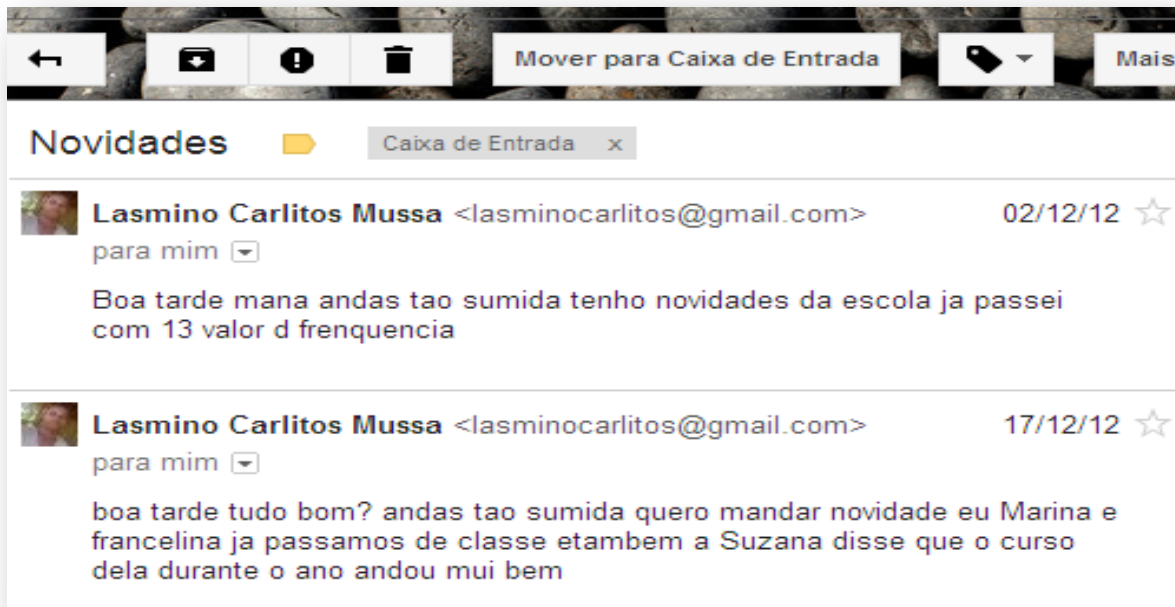 Mover para Caixa de Entrada
Mais
Novidades
Caixa de Entrada x
Lasmino Carlitos Mussa <lasminocarlitos@gmail.com> 02/12/12
para mim
Boa tarde mana andas tao sumida tenho novidades da escola ja passei
com 13 valor d frenquencia
Lasmino Carlitos Mussa <lasminocarlitos@gmail.com> 17/12/12
para mim
boa tarde tudo bom? andas tao sumida quero mandar novidade eu Marina e
francelina ja passamos de classe etambem a Suzana disse que o curso
dela durante o ano andou mui bem